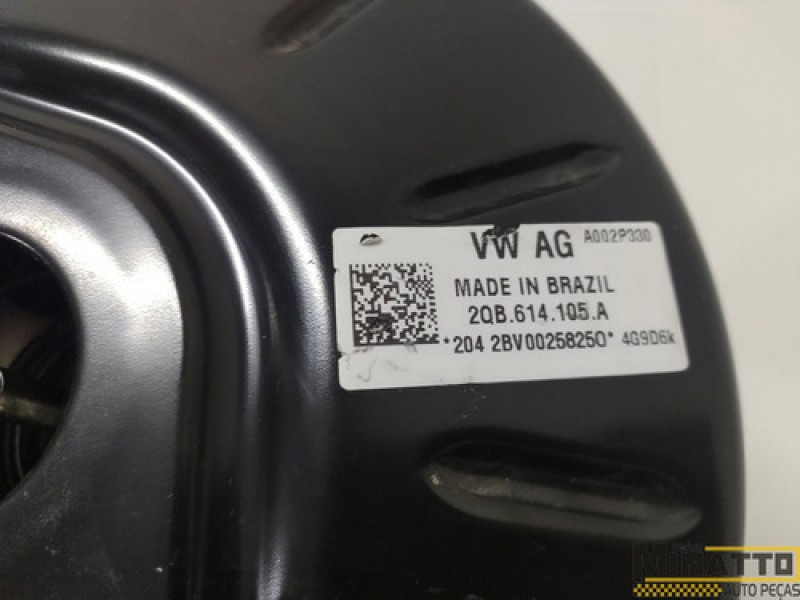 VW AG A002P330
MADE IN BRAZIL
2QB.614.105.A
*204 2BV00258250* 4G9D6k
MINATTO
AUTO PEÇAS